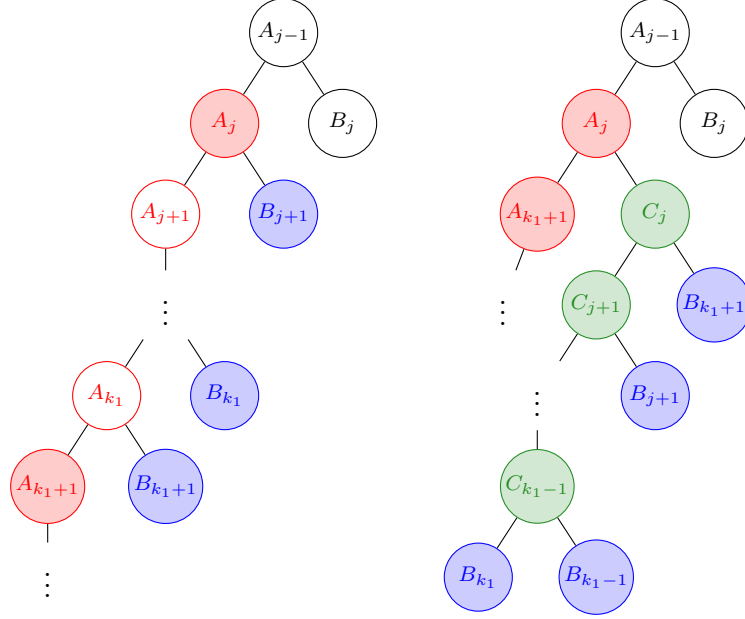 $A_{j-1}$ $A_{j-1}$
$A_j$ $B_j$ $A_j$ $B_j$
$A_{j+1}$ $B_{j+1}$ $A_{k_1+1}$ $C_j$
⋮ ⋮ $C_{j+1}$ $B_{k_1+1}$
$A_{k_1}$ $B_{k_1}$ ⋮ $B_{j+1}$
$A_{k_1+1}$ $B_{k_1+1}$ $C_{k_1-1}$
⋮ $B_{k_1}$ $B_{k_1-1}$